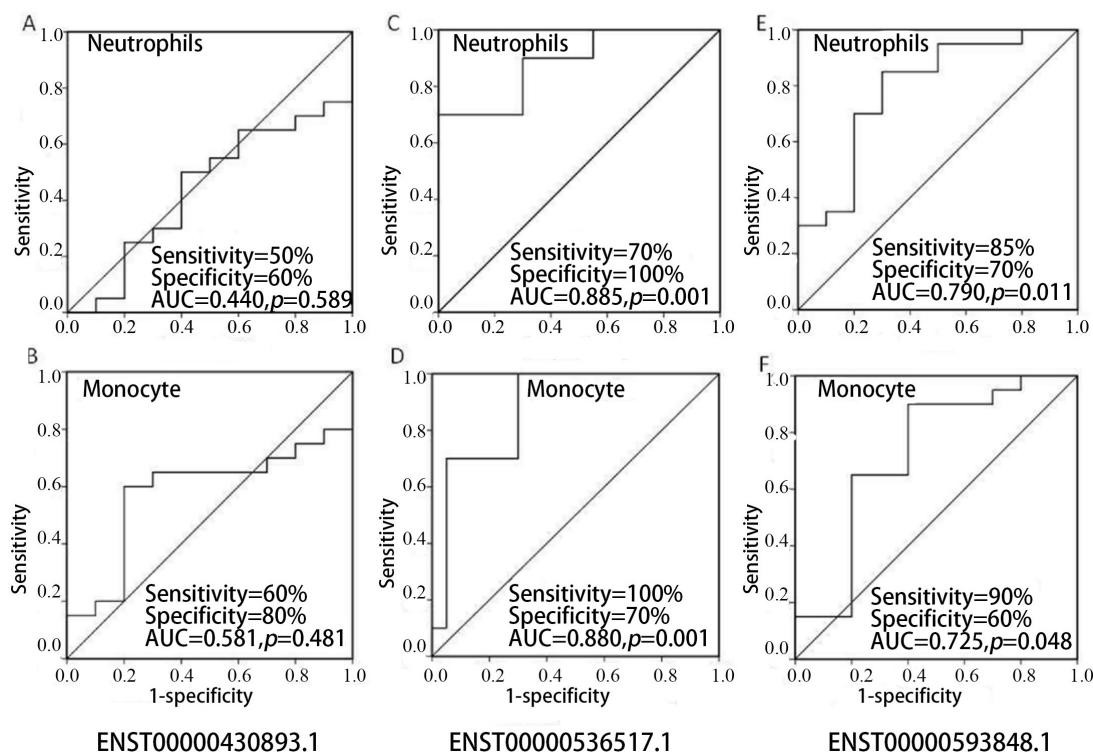 A
Neutrophils
1.0
0.8
0.6
0.4
0.2
0.0
Sensitivity
Sensitivity=50%
Specificity=60%
AUC=0.440,p=0.589
0.0 0.2 0.4 0.6 0.8 1.0
C
Neutrophils
1.0
0.8
0.6
0.4
0.2
0.0
Sensitivity
Sensitivity=70%
Specificity=100%
AUC=0.885,p=0.001
0.0 0.2 0.4 0.6 0.8 1.0
E
Neutrophils
1.0
0.8
0.6
0.4
0.2
0.0
Sensitivity
Sensitivity=85%
Specificity=70%
AUC=0.790,p=0.011
0.0 0.2 0.4 0.6 0.8 1.0
B
Monocyte
1.0
0.8
0.6
0.4
0.2
0.0
Sensitivity
Sensitivity=60%
Specificity=80%
AUC=0.581,p=0.481
0.0 0.2 0.4 0.6 0.8 1.0
1-specificity
D
Monocyte
1.0
0.8
0.6
0.4
0.2
0.0
Sensitivity
Sensitivity=100%
Specificity=70%
AUC=0.880,p=0.001
0.0 0.2 0.4 0.6 0.8 1.0
1-specificity
F
Monocyte
1.0
0.8
0.6
0.4
0.2
0.0
Sensitivity
Sensitivity=90%
Specificity=60%
AUC=0.725,p=0.048
0.0 0.2 0.4 0.6 0.8 1.0
1-specificity
ENST00000430893.1
ENST00000536517.1
ENST00000593848.1